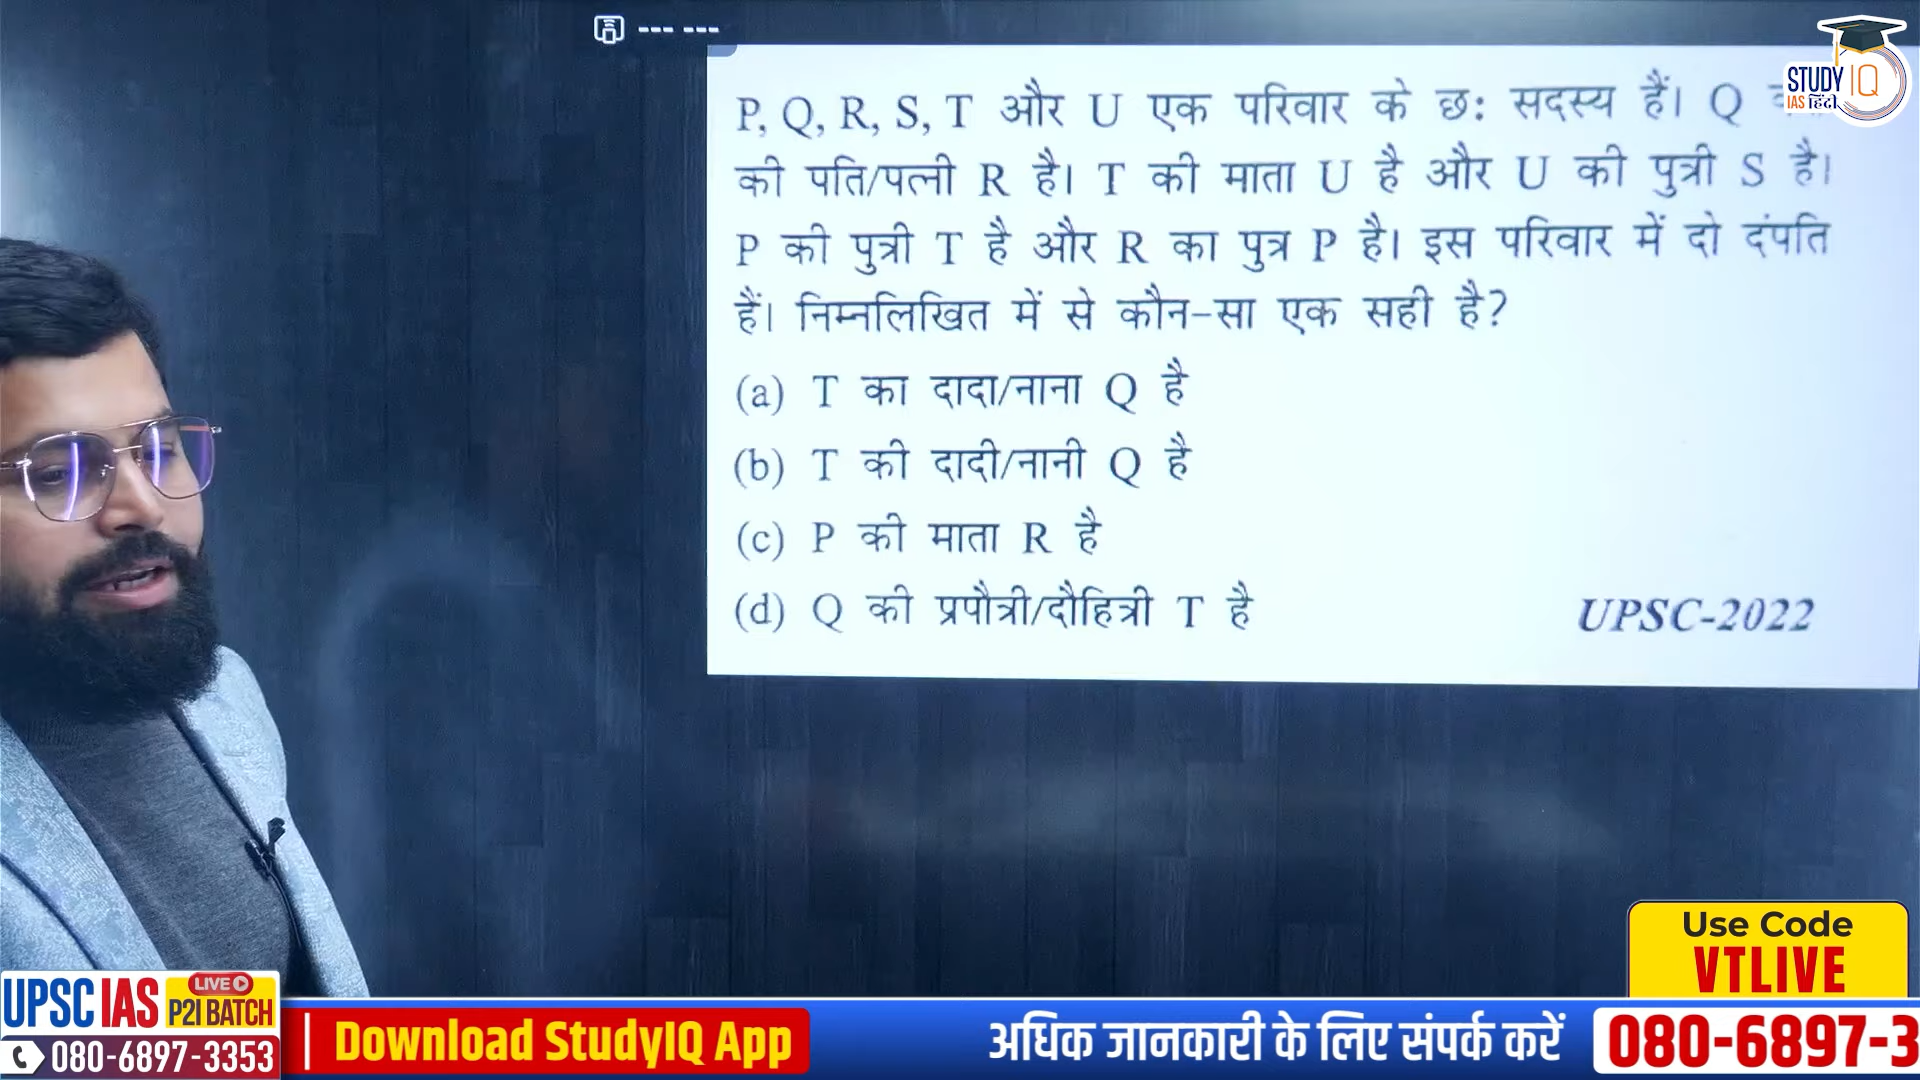 P, Q, R, S, T और U एक परिवार के छः सदस्य हैं। Q
की पति/पत्नी R है। T की माता U है और U की पुत्री S है।
P की पुत्री T है और R का पुत्र P है। इस परिवार में दो दंपति
हैं। निम्नलिखित में से कौन-सा एक सही है?
(a) T का दादा/नाना Q है
(b) T की दादी/नानी Q है
(c) P की माता R है
(d) Q की प्रपौत्री/दौहित्री T है
UPSC-2022
STUDY IQ
IAS हिंदी
Use Code
VTLIVE
UPSC IAS LIVE P2I BATCH
080-6897-3353
Download StudyIQ App
अधिक जानकारी के लिए संपर्क करें
080-6897-3